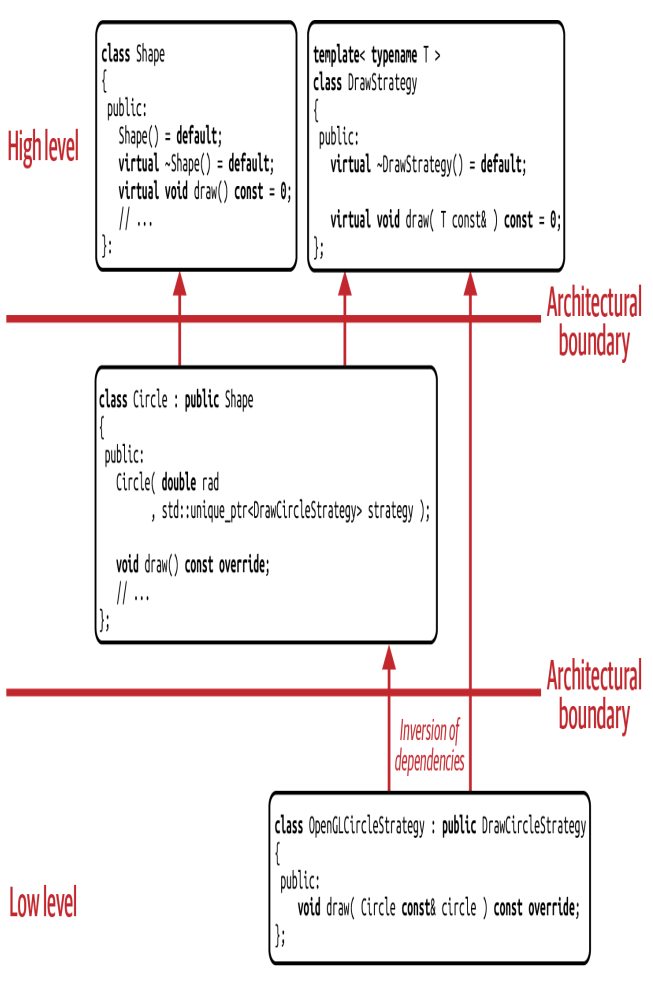 High level
class Shape
{
public:
Shape() = default;
virtual ~Shape() = default;
virtual void draw() const = 0;
// ...
}:
template< typename T >
class DrawStrategy
{
public:
virtual ~DrawStrategy() = default;
virtual void draw( T const& ) const = 0;
};
Architectural
boundary
class Circle : public Shape
{
public:
Circle( double rad
, std::unique_ptr<DrawCircleStrategy> strategy );
void draw() const override;
// ...
};
Architectural
boundary
Inversion of
dependencies
Low level
class OpenGLCircleStrategy : public DrawCircleStrategy
{
public:
void draw( Circle const& circle ) const override;
};